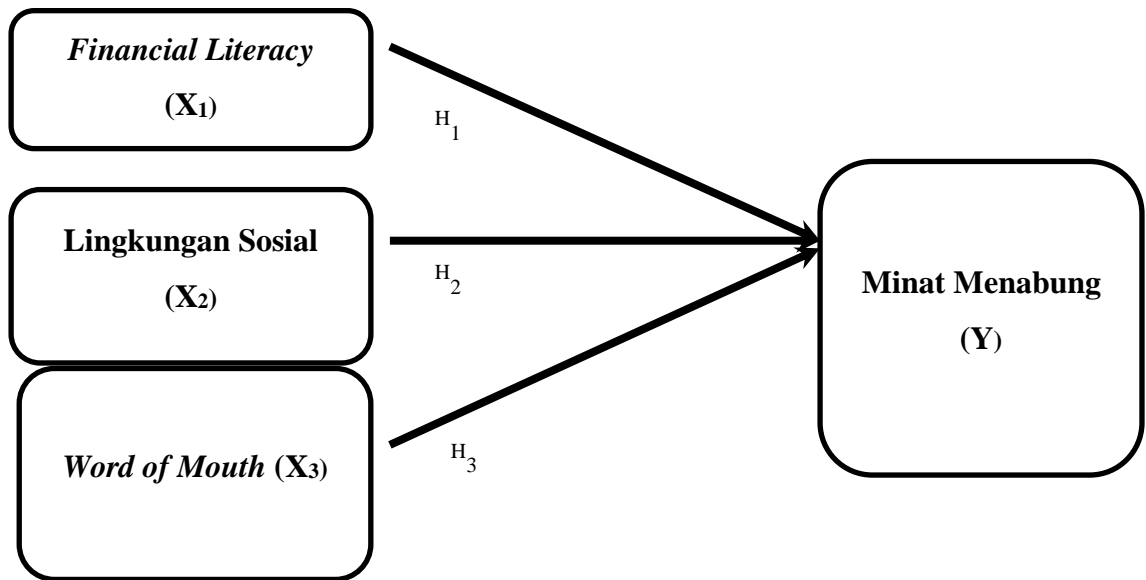 Financial Literacy
(X1)
H1
Lingkungan Sosial
(X2)
H2
Minat Menabung
(Y)
Word of Mouth (X3)
H3